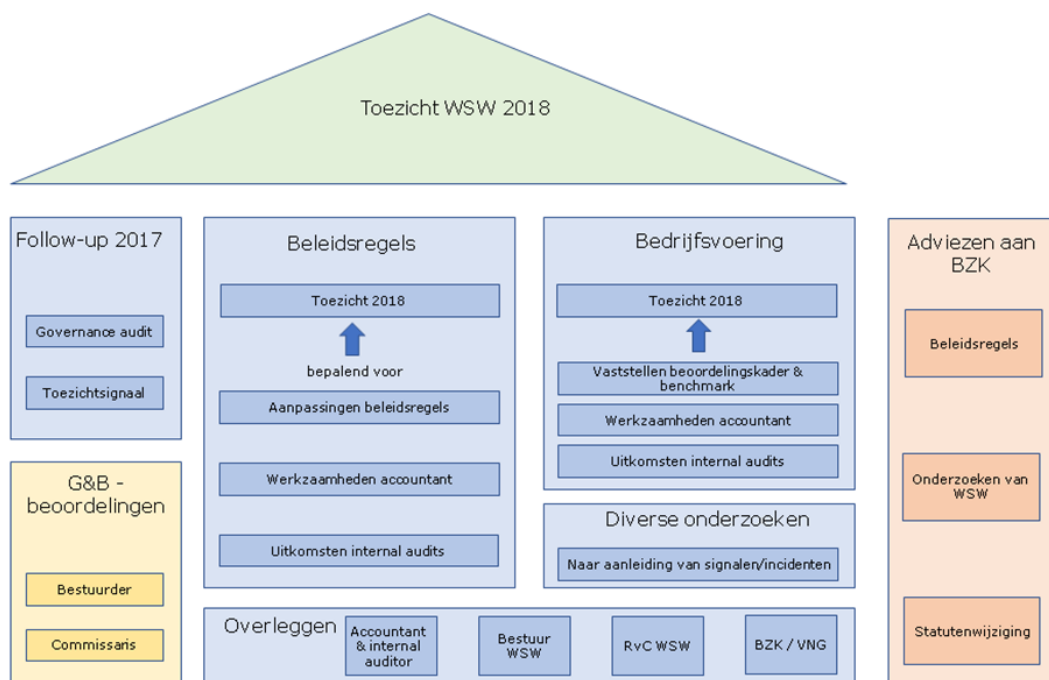 Toezicht WSW 2018
Follow-up 2017
Governance audit
Toezichtsignaal
G&B -
beoordelingen
Bestuurder
Commissaris
Beleidsregels
Toezicht 2018
bepalend voor
Aanpassingen beleidsregels
Werkzaamheden accountant
Uitkomsten internal audits
Bedrijfsvoering
Toezicht 2018
Vaststellen beoordelingskader &
benchmark
Werkzaamheden accountant
Uitkomsten internal audits
Diverse onderzoeken
Naar aanleiding van signalen/incidenten
Overleggen
Accountant
& internal
auditor
Bestuur
WSW
RvC WSW
BZK / VNG
Adviezen aan
BZK
Beleidsregels
Onderzoeken van
WSW
Statutenwijziging